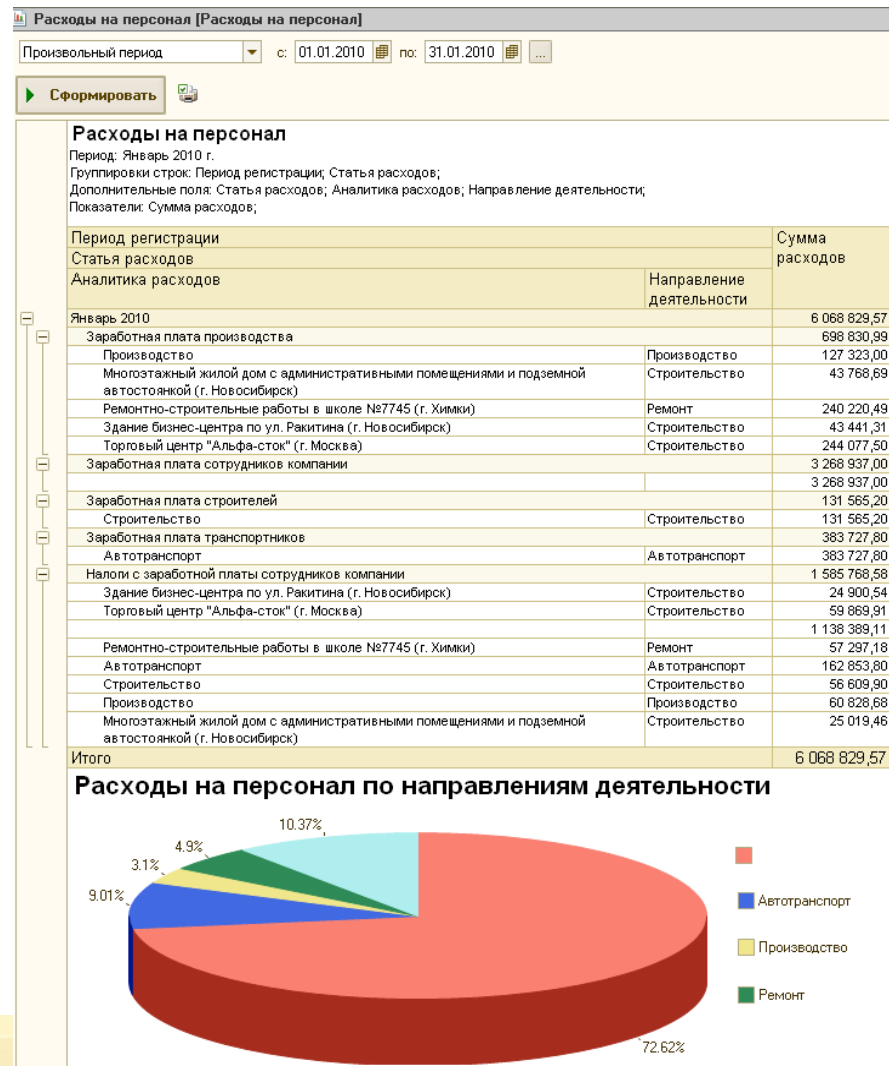 Расходы на персонал [Расходы на персонал]
Произвольный период с: 01.01.2010 по: 31.01.2010 ...
Сформировать
Расходы на персонал
Период: Январь 2010 г.
Группировки строк: Период регистрации; Статья расходов;
Дополнительные поля: Статья расходов; Аналитика расходов; Направление деятельности;
Показатели: Сумма расходов;
Период регистрации Сумма
Статья расходов расходов
Аналитика расходов Направление
деятельности
Январь 2010 6 068 829,57
Заработная плата производства 698 830,99
Производство Производство 127 323,00
Многоэтажный жилой дом с административными помещениями и подземной Строительство 43 768,69
автостоянкой (г. Новосибирск)
Ремонтно-строительные работы в школе №7745 (г. Химки) Ремонт 240 220,49
Здание бизнес-центра по ул. Ракитина (г. Новосибирск) Строительство 43 441,31
Торговый центр "Альфа-сток" (г. Москва) Строительство 244 077,50
Заработная плата сотрудников компании 3 268 937,00
3 268 937,00
Заработная плата строителей 131 565,20
Строительство Строительство 131 565,20
Заработная плата транспортников 383 727,80
Автотранспорт Автотранспорт 383 727,80
Налоги с заработной платы сотрудников компании 1 585 768,58
Здание бизнес-центра по ул. Ракитина (г. Новосибирск) Строительство 24 900,54
Торговый центр "Альфа-сток" (г. Москва) Строительство 59 869,91
1 138 389,11
Ремонтно-строительные работы в школе №7745 (г. Химки) Ремонт 57 297,18
Автотранспорт Автотранспорт 162 853,80
Строительство Строительство 56 609,90
Производство Производство 60 828,68
Многоэтажный жилой дом с административными помещениями и подземной Строительство 25 019,46
автостоянкой (г. Новосибирск)
Итого 6 068 829,57
Расходы на персонал по направлениям деятельности
10.37%
4.9%
3.1%
9.01%
Автотранспорт
Производство
Ремонт
72.62%